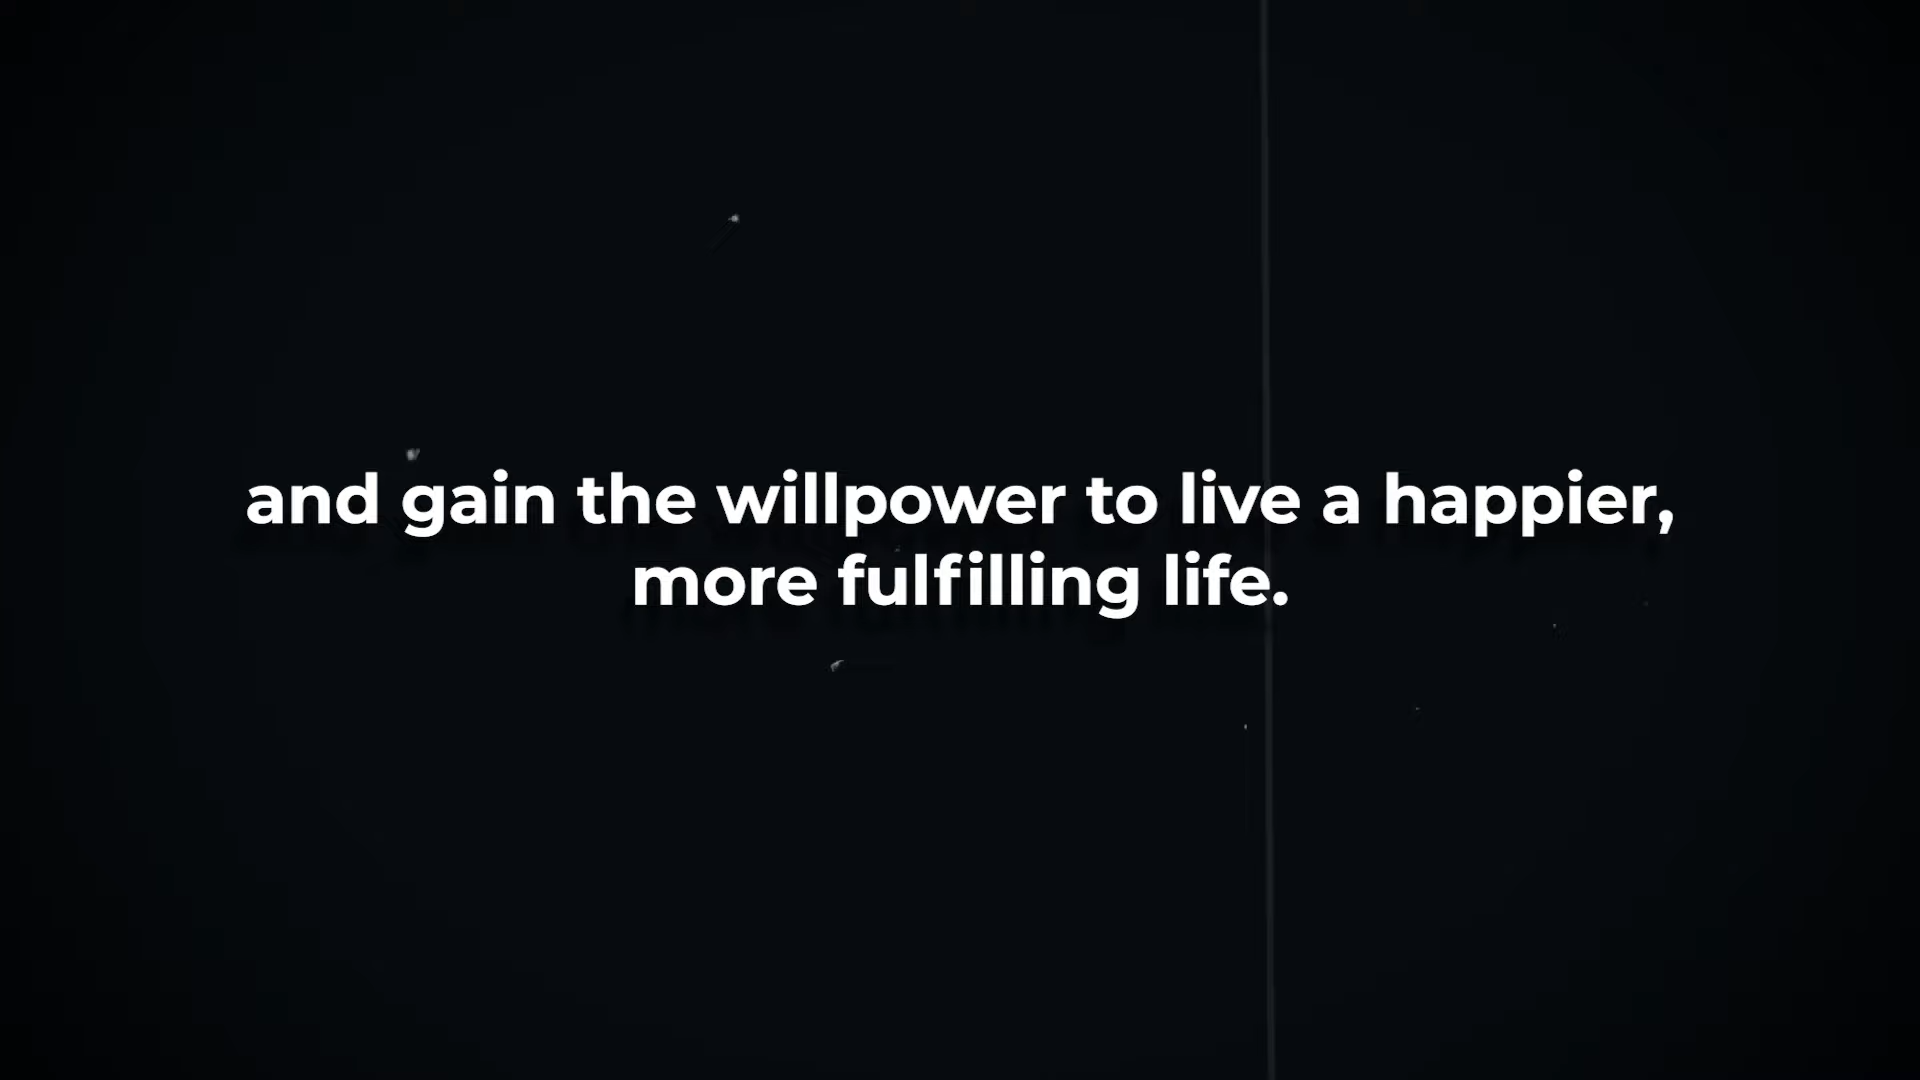 and gain the willpower to live a happier,
more fulfilling life.